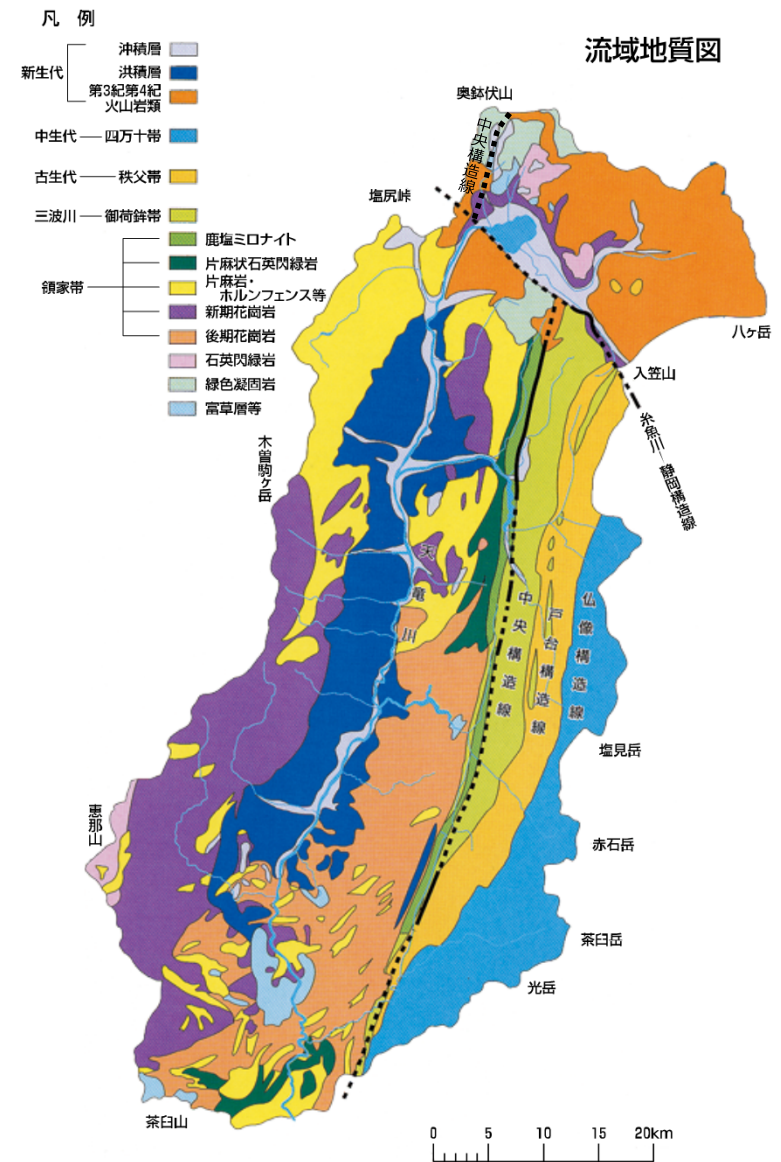 凡 例
流域地質図
新生代
沖積層
洪積層
第3紀第4紀
火山岩類
中生代
四万十帯
古生代
秩父帯
三波川
御荷鉾帯
領家帯
鹿塩ミロナイト
片麻状石英閃緑岩
片麻岩・
ホルンフェンス等
新期花崗岩
後期花崗岩
石英閃緑岩
緑色凝固岩
富草層等
奥鉢伏山
中央構造線
塩尻峠
八ヶ岳
入笠山
糸魚川―静岡構造線
木曽駒ヶ岳
天竜川
中央構造線
戸台構造線
仏像構造線
塩見岳
恵那山
赤石岳
茶臼岳
光岳
茶臼山
0 5 10 15 20km